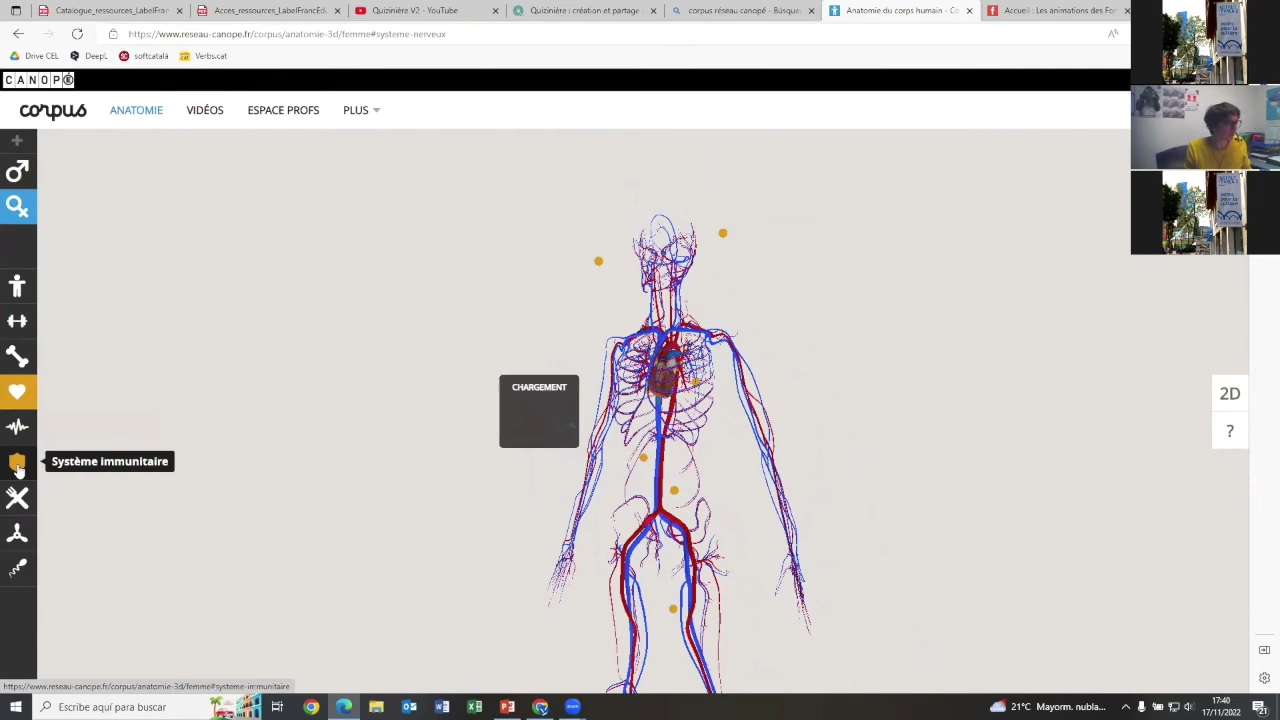 Catalogue_ressources_LabelFranc
Acces_ressources_LabelFrancEdu
Quizinière V2 - YouTube
Quizinière : création et partage
corpus réseau canopé - Búsque
Anatomie du corps humain - Co
Accueil : Les animations des For
https://www.reseau-canope.fr/corpus/anatomie-3d/femme#systeme-nerveux
Drive CEL
DeepL
softcatalà
Verbs.cat
CANOPÉ
corpus
ANATOMIE
VIDÉOS
ESPACE PROFS
PLUS
CHARGEMENT
2D
?
Système immunitaire
https://www.reseau-canope.fr/corpus/anatomie-3d/femme#systeme-immunitaire
Escribe aquí para buscar
21°C Mayorm. nubla...
17:40
17/11/2022